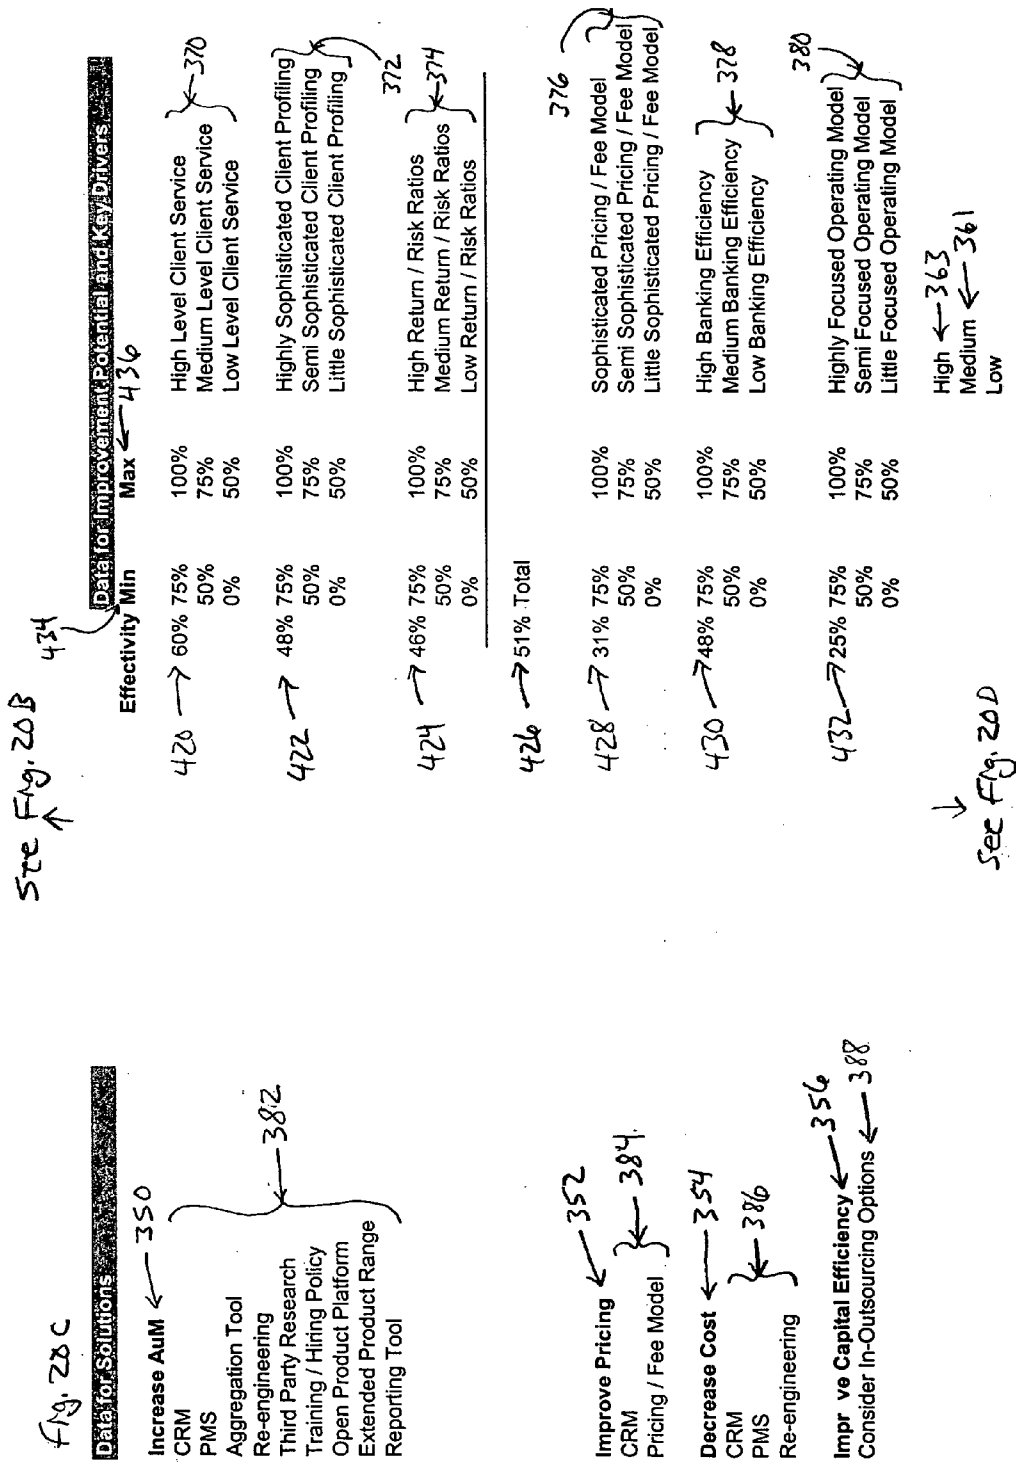 Fig. 20C
See Fig. 20B
Data for Solutions
Increase AuM 350
CRM
PMS
Aggregation Tool
Re-engineering
Third Party Research
Training / Hiring Policy
Open Product Platform
Extended Product Range
Reporting Tool
382
Improve Pricing 352
CRM
Pricing / Fee Model
384
Decrease Cost 354
CRM
PMS
Re-engineering
386
Impr ve Capital Efficiency 356
Consider In-Outsourcing Options 388
434
Data for Improvement Potential and Key Drivers
Effectivity Min Max 436
420 60% 75% 100% High Level Client Service
50% 75% Medium Level Client Service
0% 50% Low Level Client Service
370
422 48% 75% 100% Highly Sophisticated Client Profiling
50% 75% Semi Sophisticated Client Profiling
0% 50% Little Sophisticated Client Profiling
372
424 46% 75% 100% High Return / Risk Ratios
50% 75% Medium Return / Risk Ratios
0% 50% Low Return / Risk Ratios
374
426 51% Total
376
428 31% 75% 100% Sophisticated Pricing / Fee Model
50% 75% Semi Sophisticated Pricing / Fee Model
0% 50% Little Sophisticated Pricing / Fee Model
430 48% 75% 100% High Banking Efficiency
50% 75% Medium Banking Efficiency
0% 50% Low Banking Efficiency
378
380
432 25% 75% 100% Highly Focused Operating Model
50% 75% Semi Focused Operating Model
0% 50% Little Focused Operating Model
High 363
Medium 361
Low
See Fig. 20D